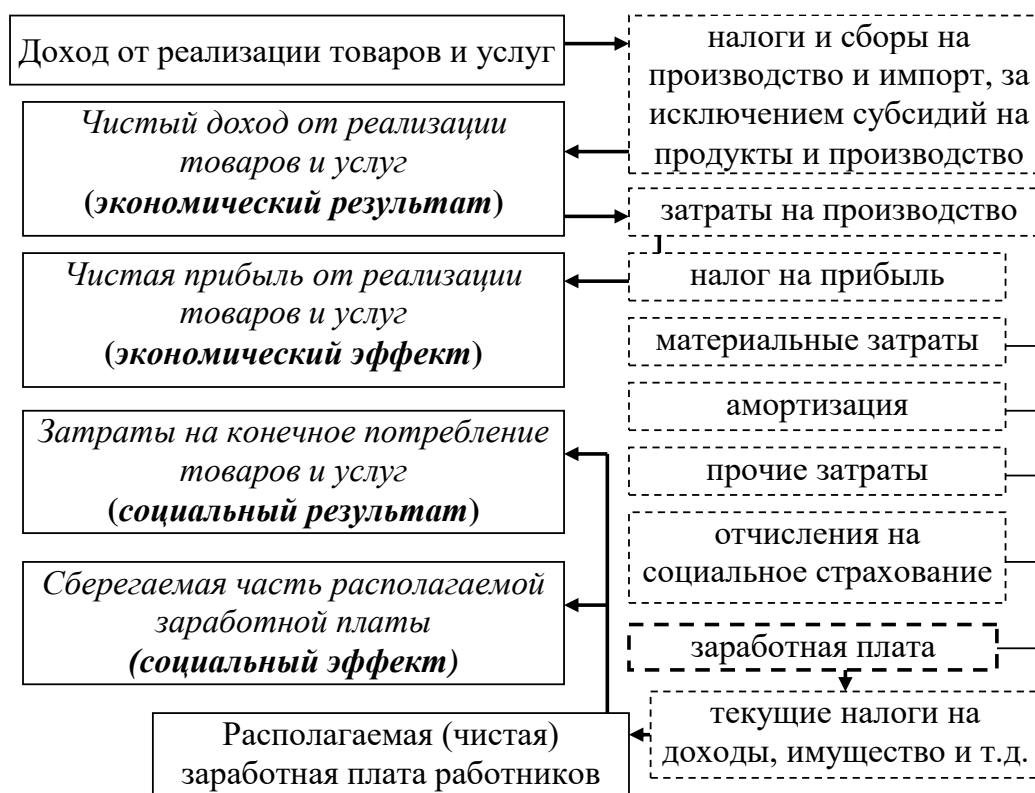 Доход от реализации товаров и услуг
налоги и сборы на
производство и импорт, за
исключением субсидий на
продукты и производство
Чистый доход от реализации
товаров и услуг
(экономический результат)
затраты на производство
Чистая прибыль от реализации
товаров и услуг
(экономический эффект)
налог на прибыль
материальные затраты
амортизация
Затраты на конечное потребление
товаров и услуг
(социальный результат)
прочие затраты
отчисления на
социальное страхование
Сберегаемая часть располагаемой
заработной платы
(социальный эффект)
заработная плата
текущие налоги на
доходы, имущество и т.д.
Располагаемая (чистая)
заработная плата работников